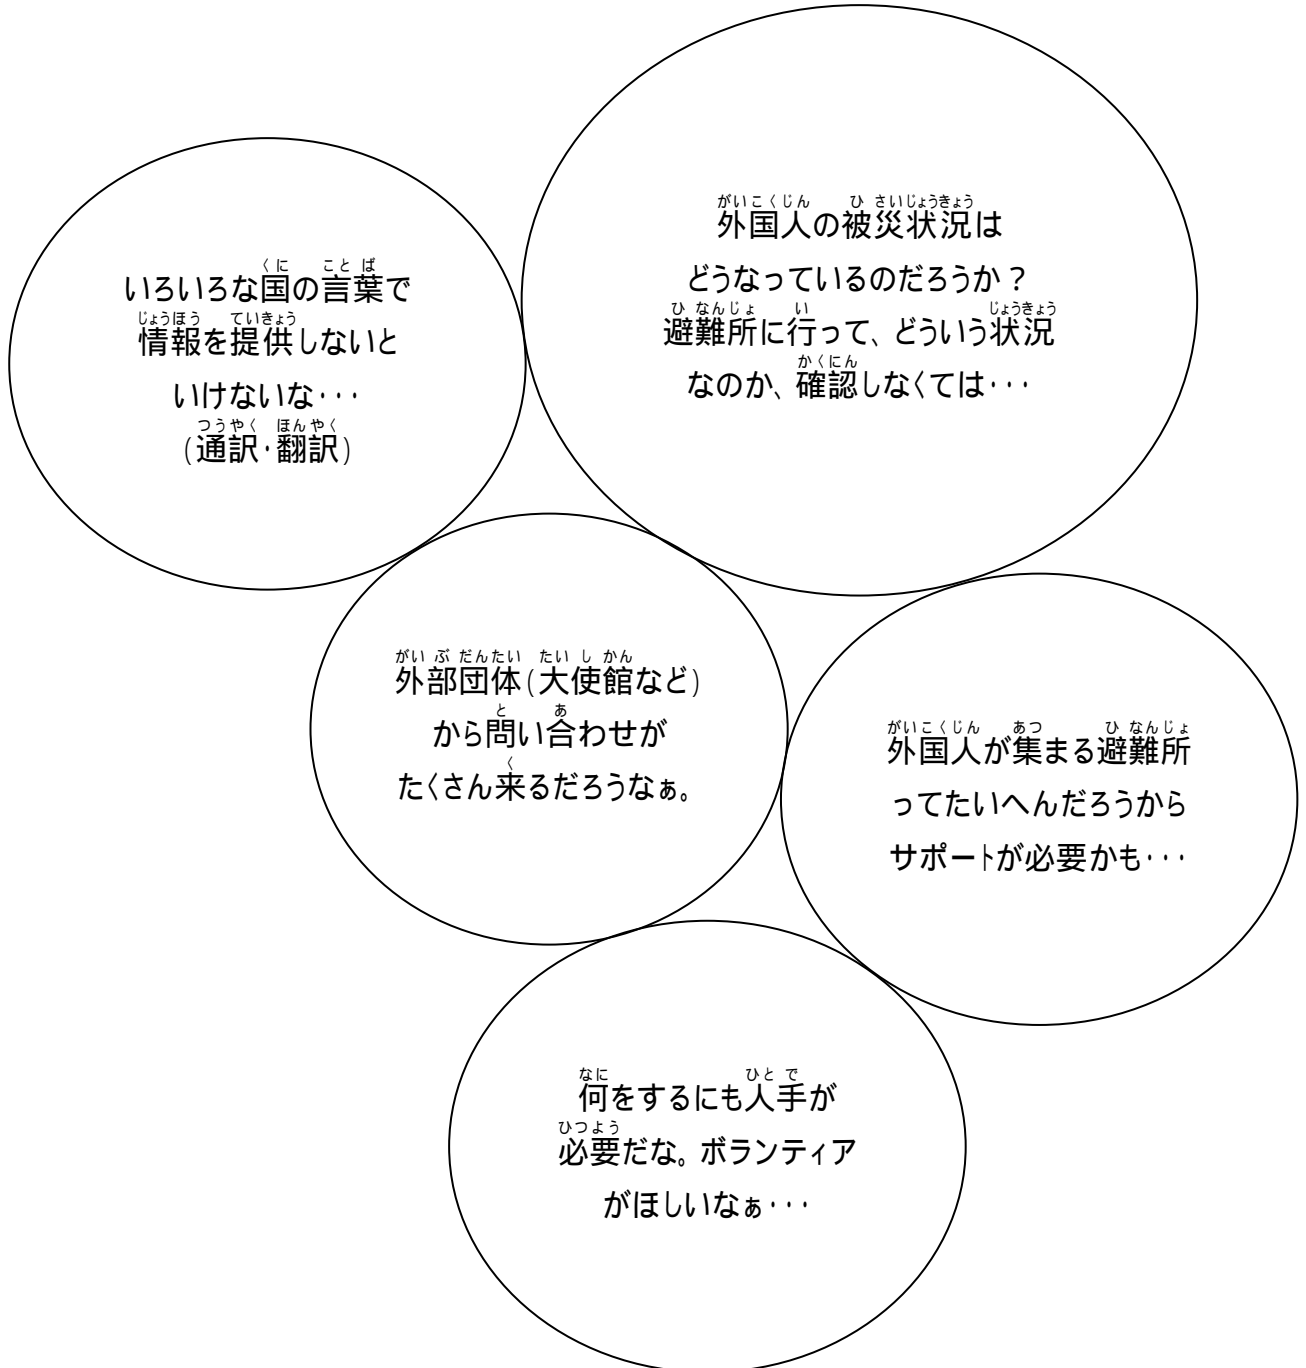 いろいろな国の言葉で
情報を提供しないと
いけないな・・・
(通訳・翻訳)
外国人の被災状況は
どうなっているのだろうか？
避難所に行って、どういう状況
なのか、確認しなくては・・・
外部団体(大使館など)
から問い合わせが
たくさん来るだろうなぁ。
外国人が集まる避難所
ってたいへんだろうから
サポートが必要かも・・・
何をするにも人手が
必要だな。ボランティア
がほしいなぁ・・・